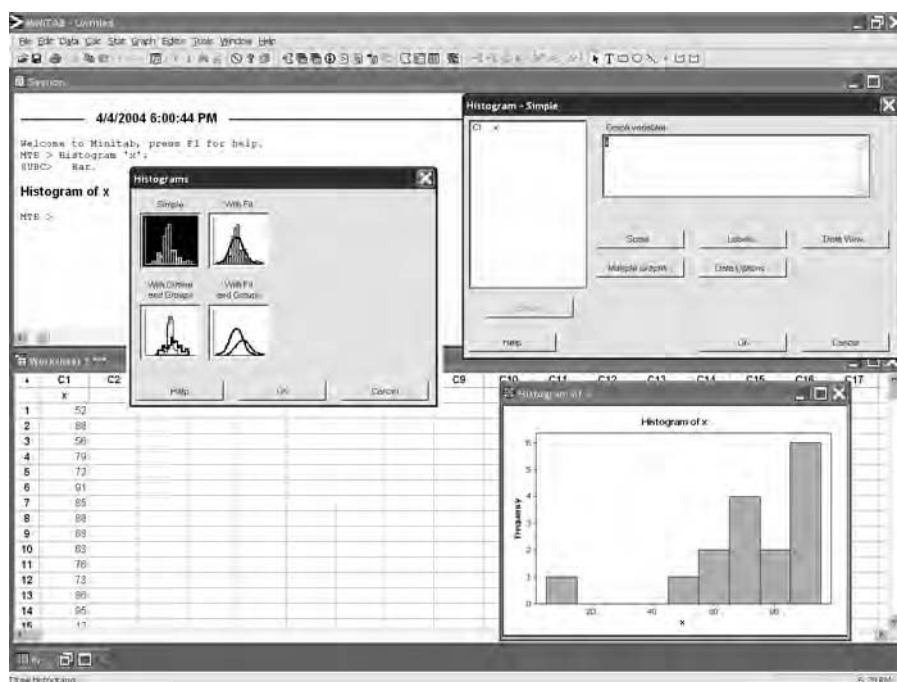 MINITAB - Untitled
File Edit Data Calc Stat Graph Editor Tools Window Help
Session
4/4/2004 6:00:44 PM
Welcome to Minitab, press F1 for help.
MTB > Histogram 'x';
SUBC> Bar.
Histogram of x
MTB >
Histograms
Simple
With Fit
With Outline and Groups
With Fit and Groups
Help
OK
Cancel
Histogram - Simple
C1 x
Graph variables
Scale
Labels
Data View
Multiple Graphs
Data Options
Help
OK
Cancel
Worksheet 1 ***
C1 C2 C9 C10 C11 C12 C13 C14 C15 C16 C17
x
1 52
2 88
3 56
4 79
5
6 91
7 85
8 88
9
10
11 76
12 73
13
14 95
15
Histogram of x
Histogram of x
Frequency
6
5
4
3
2
1
0
20 40 60 80
x